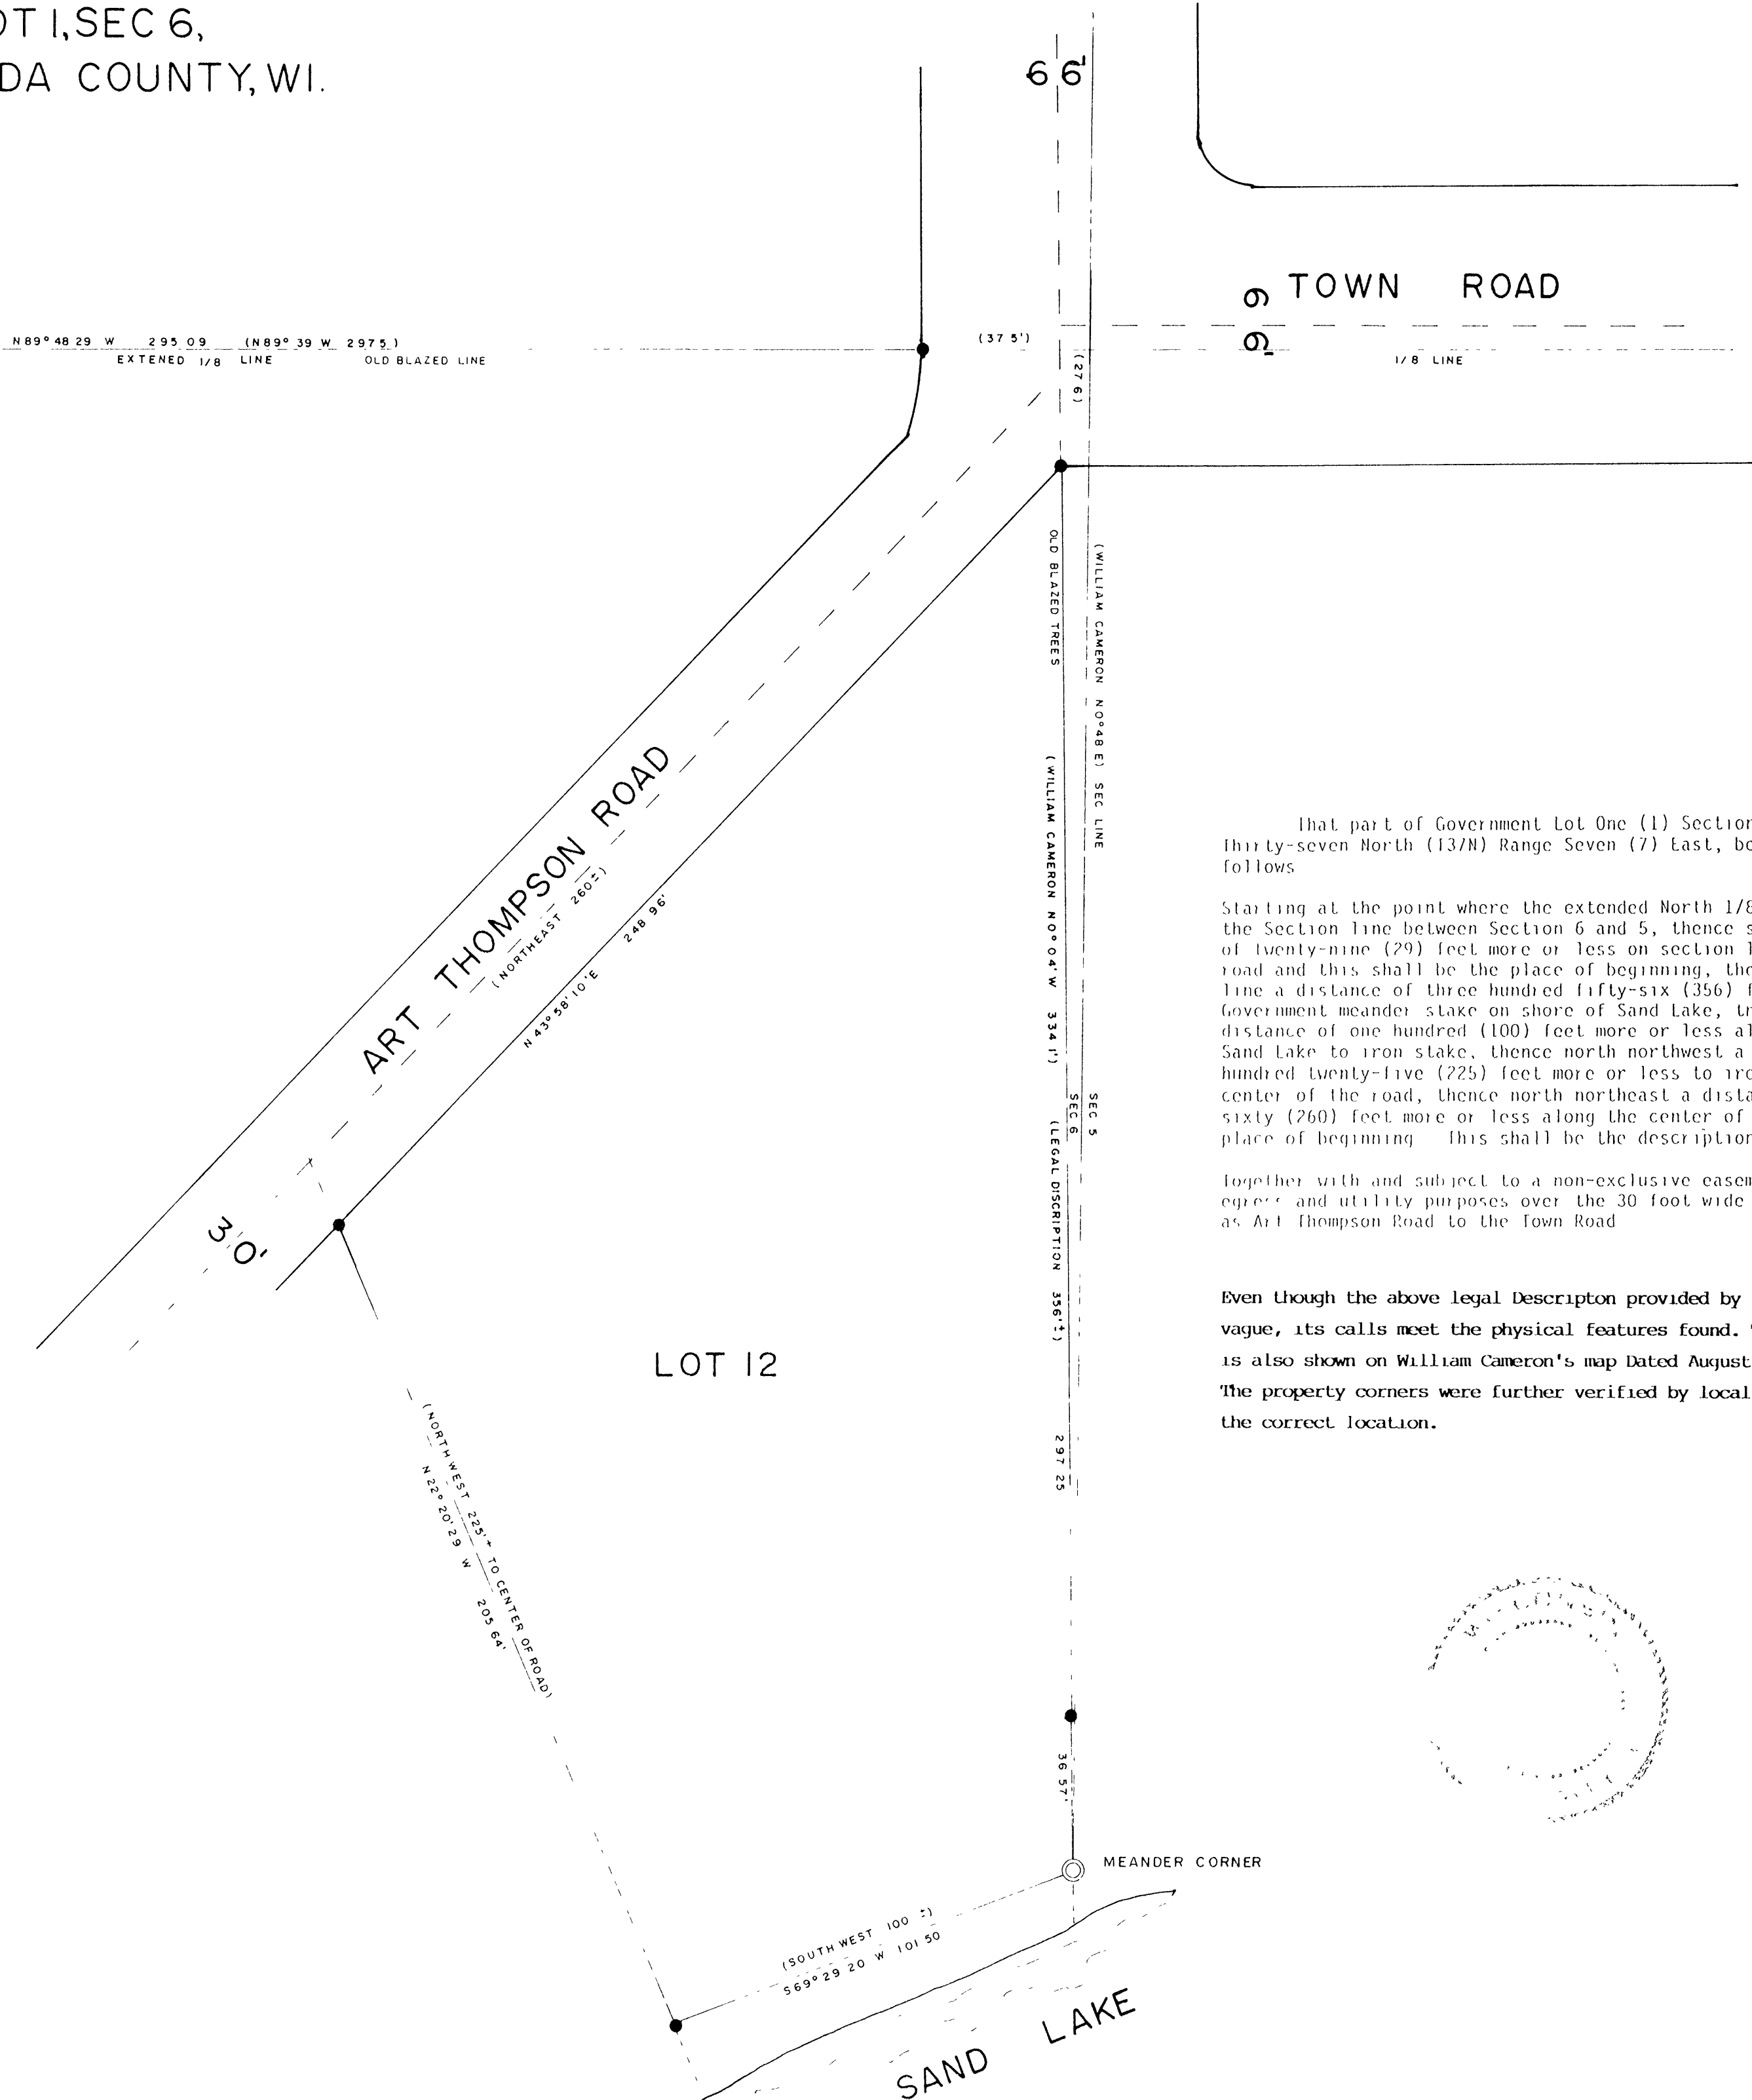 OT 1, SEC 6,
DA COUNTY, WI.
66'
TOWN ROAD
66'
N89°48 29 W 295 09 (N89° 39 W 297 5)
EXTENED 1/8 LINE OLD BLAZED LINE
(37 5')
(27 6)
1/8 LINE
OLD BLAZED TREES
(WILLIAM CAMERON N0°48 E) SEC LINE
(WILLIAM CAMERON N0° 04' W 334 1')
SEC 5
SEC 6
(LEGAL DISCRIPTION 356'±)
297 25
ART THOMPSON ROAD
(NORTHEAST 260±)
248 96'
N 43° 58' 10" E
30'
LOT 12
(NORTHWEST 225'± TO CENTER OF ROAD)
N 22° 20' 29 W 205 64'
36 57'
MEANDER CORNER
(SOUTHWEST 100 ±)
S69° 29 20 W 101 50
SAND LAKE
That part of Government Lot One (1) Section
Thirty-seven North (137N) Range Seven (7) East, be
follows
Starting at the point where the extended North 1/8
the Section line between Section 6 and 5, thence s
of twenty-nine (29) feet more or less on section l
road and this shall be the place of beginning, the
line a distance of three hundred fifty-six (356) f
Government meander stake on shore of Sand Lake, th
distance of one hundred (100) feet more or less al
Sand Lake to iron stake, thence north northwest a
hundred twenty-five (225) feet more or less to iro
center of the road, thence north northeast a dista
sixty (260) feet more or less along the center of
place of beginning This shall be the description
Together with and subject to a non-exclusive easem
egress and utility purposes over the 30 foot wide
as Art Thompson Road to the Town Road
Even though the above legal Descripton provided by
vague, its calls meet the physical features found.
is also shown on William Cameron's map Dated August
The property corners were further verified by local
the correct location.